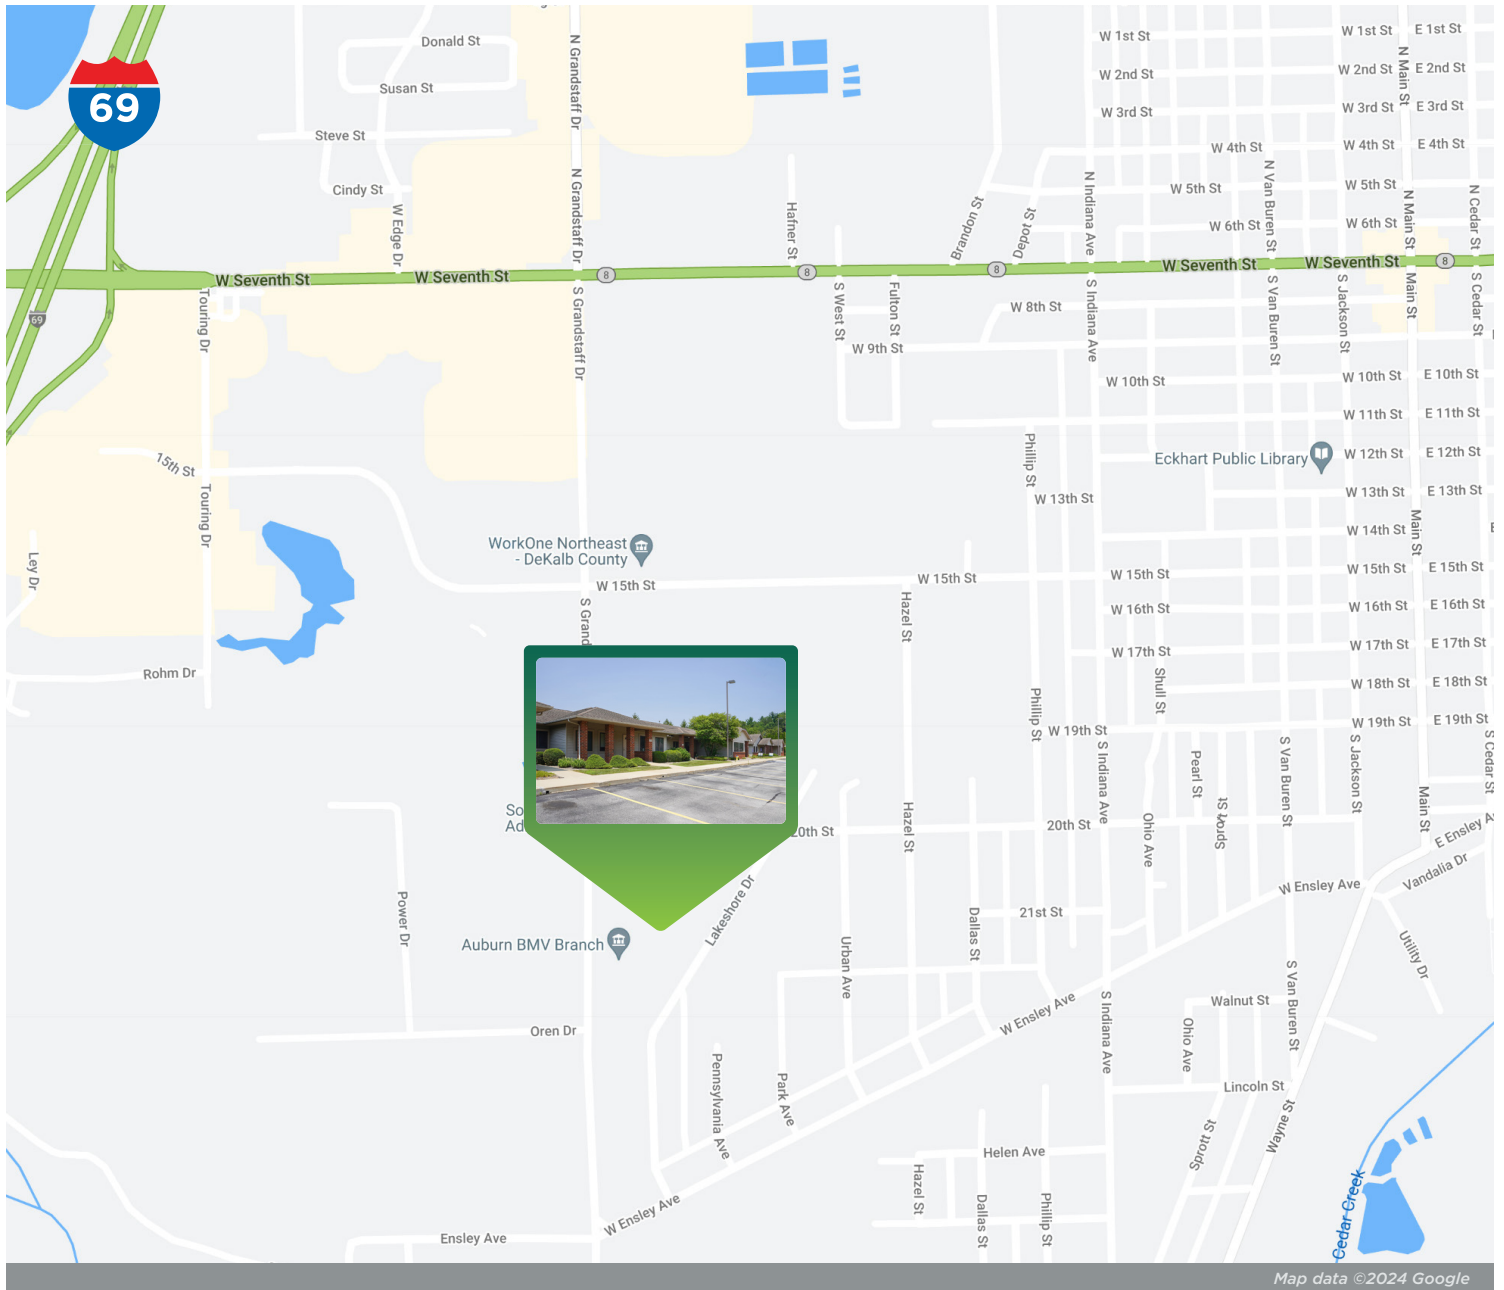 Donald St
Susan St
Steve St
Cindy St
W Edge Dr
N Grandstaff Dr
N Grandstaff Dr
69
W 1st St
E 1st St
W 2nd St
W 2nd St
E 2nd St
W 3rd St
W 3rd St
E 3rd St
W 4th St
W 4th St
E 4th St
W 5th St
W 5th St
W 6th St
W 6th St
N Main St
N Main St
N Cedar St
N Van Buren St
N Indiana Ave
Hafner St
Brandon St
Depot St
W Seventh St
W Seventh St
8
8
8
W Seventh St
W Seventh St
8
69
Touring Dr
S Grandstaff Dr
S West St
Fulton St
W 8th St
W 9th St
S Indiana Ave
S Van Buren St
S Jackson St
Main St
S Cedar St
W 10th St
W 10th St
E 10th St
W 11th St
E 11th St
15th St
Touring Dr
Phillip St
Eckhart Public Library
W 12th St
E 12th St
W 13th St
W 13th St
E 13th St
W 14th St
Main St
WorkOne Northeast
- DeKalb County
Ley Dr
W 15th St
W 15th St
W 15th St
W 15th St
E 15th St
S Grand
Hazel St
W 16th St
W 16th St
E 16th St
W 17th St
W 17th St
E 17th St
Rohm Dr
Shull St
W 18th St
E 18th St
Phillip St
W 19th St
W 19th St
E 19th St
S Indiana Ave
Pearl St
S Van Buren St
S Jackson St
Main St
S Cedar St
So
Ad
20th St
Hazel St
20th St
Ohio Ave
Sprott St
E Ensley A
Vandalia Dr
W Ensley Ave
Power Dr
Lakeshore Dr
Auburn BMV Branch
Urban Ave
Dallas St
21st St
Utility Dr
S Van Buren St
Oren Dr
W Ensley Ave
S Indiana Ave
Walnut St
Ohio Ave
Pennsylvania Ave
Park Ave
Lincoln St
Sprott St
Wayne St
Helen Ave
Hazel St
Dallas St
Phillip St
Cedar Creek
Ensley Ave
W Ensley Ave
Map data ©2024 Google